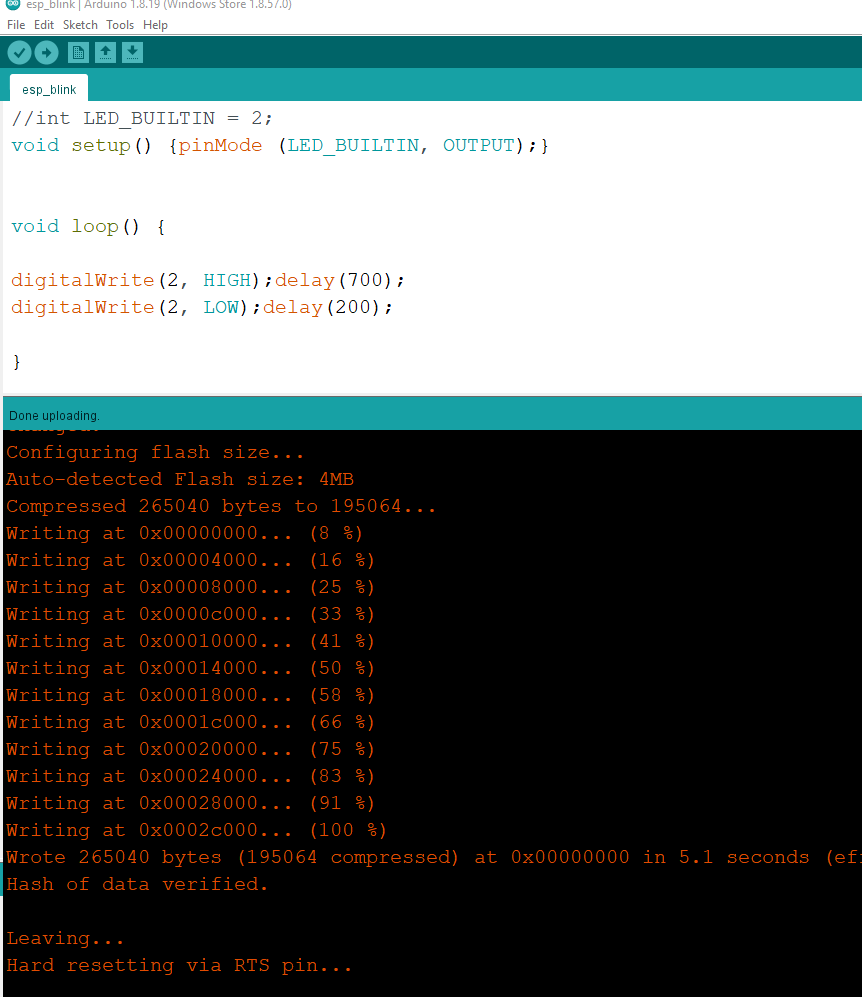 esp_blink | Arduino 1.8.19 (Windows Store 1.8.57.0)
File Edit Sketch Tools Help
esp_blink
//int LED_BUILTIN = 2;
void setup() {pinMode (LED_BUILTIN, OUTPUT);}
void loop() {
digitalWrite(2, HIGH);delay(700);
digitalWrite(2, LOW);delay(200);
}
Done uploading.
Configuring flash size...
Auto-detected Flash size: 4MB
Compressed 265040 bytes to 195064...
Writing at 0x00000000... (8 %)
Writing at 0x00004000... (16 %)
Writing at 0x00008000... (25 %)
Writing at 0x0000c000... (33 %)
Writing at 0x00010000... (41 %)
Writing at 0x00014000... (50 %)
Writing at 0x00018000... (58 %)
Writing at 0x0001c000... (66 %)
Writing at 0x00020000... (75 %)
Writing at 0x00024000... (83 %)
Writing at 0x00028000... (91 %)
Writing at 0x0002c000... (100 %)
Wrote 265040 bytes (195064 compressed) at 0x00000000 in 5.1 seconds (eff
Hash of data verified.
Leaving...
Hard resetting via RTS pin...